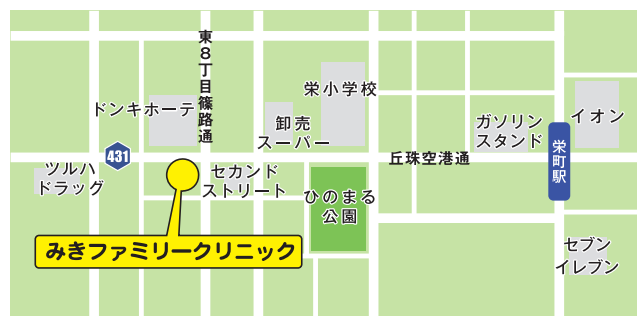 東8丁目篠路通
栄小学校
ドンキホーテ
卸売
スーパー
ガソリン
スタンド
イオン
431
丘珠空港通
栄町駅
ツルハ
ドラッグ
セカンド
ストリート
ひのまる
公園
みきファミリークリニック
セブン
イレブン